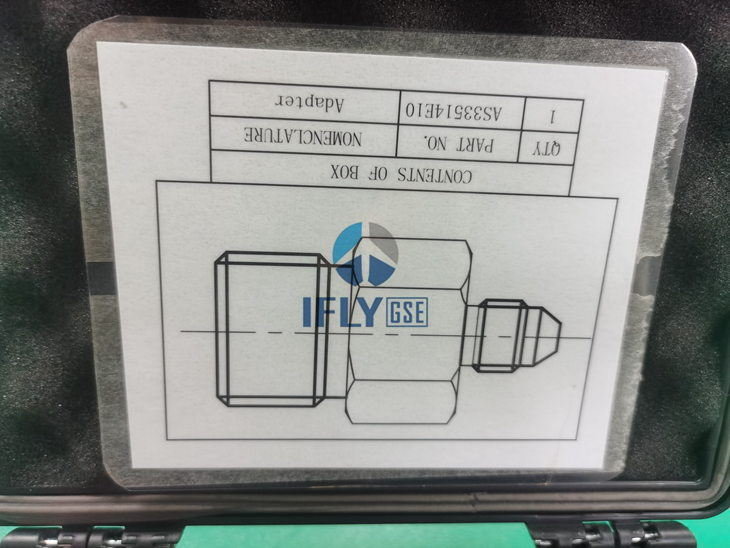 CONTENTS OF BOX
QTY PART NO. NOMENCLATURE
1 AS33514E10 Adapter
IFLY GSE